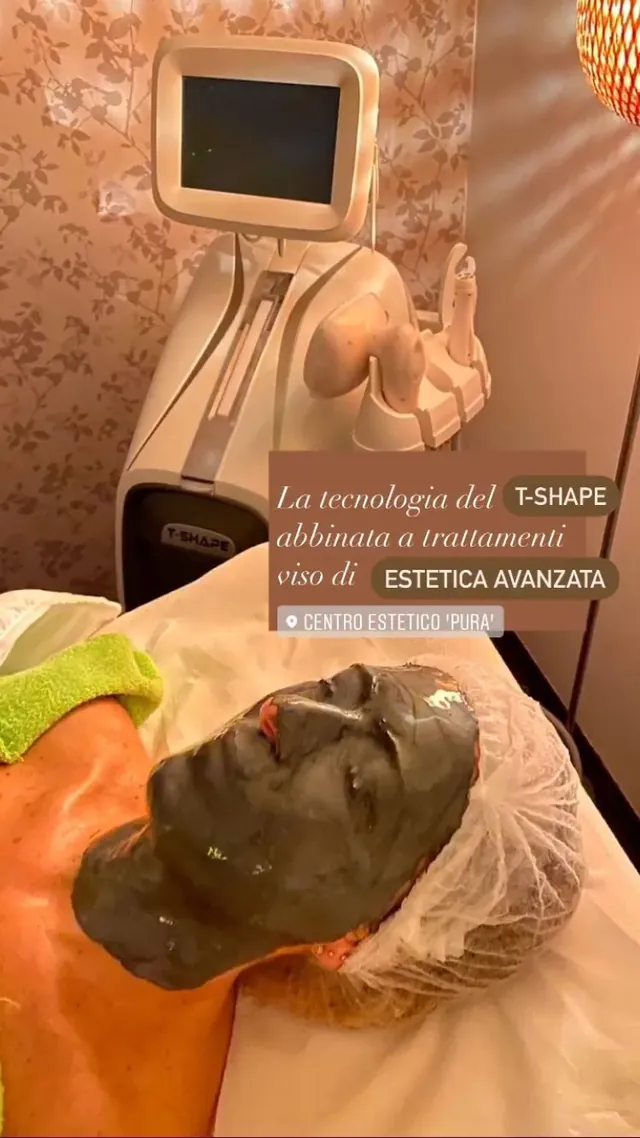 La tecnologia del T-SHAPE
abbinata a trattamenti
viso di ESTETICA AVANZATA
CENTRO ESTETICO 'PURA'
T-SHAPE